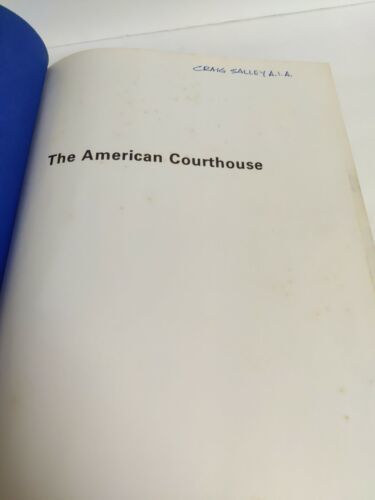 CRAIG SALLEY A.I.A.
The American Courthouse